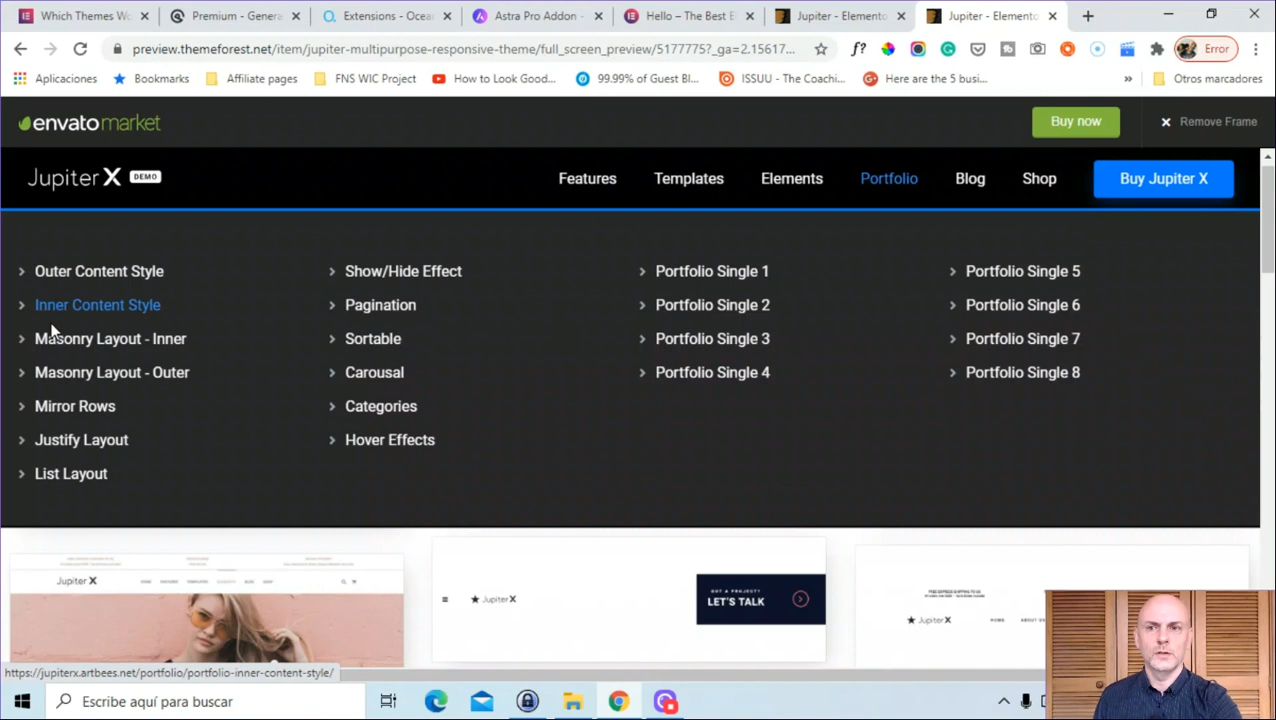 Which Themes W
Premium - Genera
Extensions - Ocea
Astra Pro Addon -
Hello – The Best E
Jupiter - Elemento
Jupiter - Elemento
preview.themeforest.net/item/jupiter-multipurpose-responsive-theme/full_screen_preview/5177775?_ga=2.15617...
f?
Error
Aplicaciones
Bookmarks
Affiliate pages
FNS WIC Project
How to Look Good...
99.99% of Guest Bl...
ISSUU - The Coachi...
Here are the 5 busi...
»
Otros marcadores
envatomarket
Buy now
Remove Frame
Jupiter X DEMO
Features
Templates
Elements
Portfolio
Blog
Shop
Buy Jupiter X
Outer Content Style
Inner Content Style
Masonry Layout - Inner
Masonry Layout - Outer
Mirror Rows
Justify Layout
List Layout
Show/Hide Effect
Pagination
Sortable
Carousal
Categories
Hover Effects
Portfolio Single 1
Portfolio Single 2
Portfolio Single 3
Portfolio Single 4
Portfolio Single 5
Portfolio Single 6
Portfolio Single 7
Portfolio Single 8
Jupiter X
Jupiter X
GOT A PROJECT?
LET'S TALK
Jupiter X
HOME
https://jupiterx.artbees.net/portfolio/portfolio-inner-content-style/
Escribe aquí para buscar